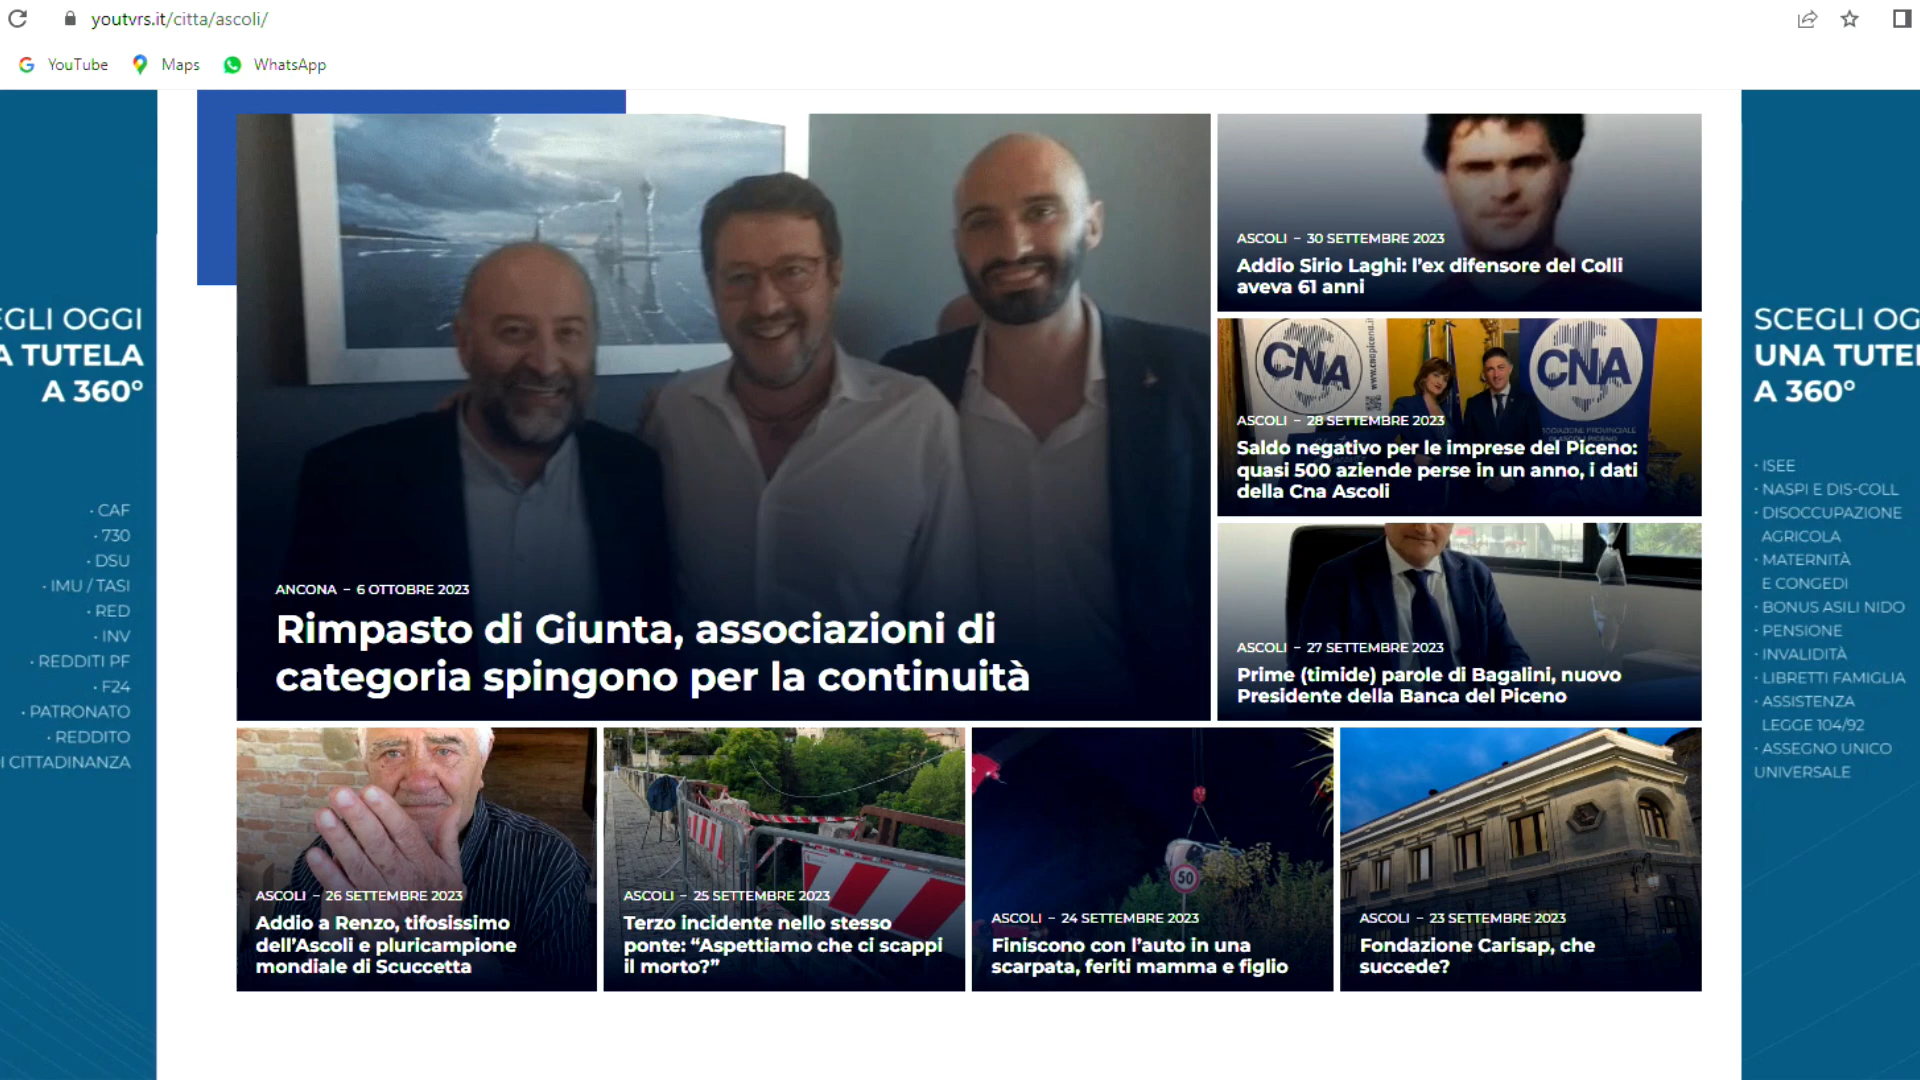 youtvrs.it/citta/ascoli/
YouTube
Maps
WhatsApp
EGLI OGGI
A TUTELA
A 360°
• CAF
• 730
• DSU
• IMU / TASI
• RED
• INV
• REDDITI PF
• F24
• PATRONATO
• REDDITO
I CITTADINANZA
ANCONA – 6 OTTOBRE 2023
Rimpasto di Giunta, associazioni di
categoria spingono per la continuità
ASCOLI – 30 SETTEMBRE 2023
Addio Sirio Laghi: l’ex difensore del Colli
aveva 61 anni
CNA
www.cnapicena.it
CNA
ASCOLI – 28 SETTEMBRE 2023
Saldo negativo per le imprese del Piceno:
quasi 500 aziende perse in un anno, i dati
della Cna Ascoli
ASCOLI – 27 SETTEMBRE 2023
Prime (timide) parole di Bagalini, nuovo
Presidente della Banca del Piceno
ASCOLI – 26 SETTEMBRE 2023
Addio a Renzo, tifosissimo
dell’Ascoli e pluricampione
mondiale di Scuccetta
ASCOLI – 25 SETTEMBRE 2023
Terzo incidente nello stesso
ponte: “Aspettiamo che ci scappi
il morto?”
50
ASCOLI – 24 SETTEMBRE 2023
Finiscono con l’auto in una
scarpata, feriti mamma e figlio
ASCOLI – 23 SETTEMBRE 2023
Fondazione Carisap, che
succede?
SCEGLI OG
UNA TUTEL
A 360°
• ISEE
• NASPI E DIS-COLL
• DISOCCUPAZIONE
AGRICOLA
• MATERNITÀ
E CONGEDI
• BONUS ASILI NIDO
• PENSIONE
• INVALIDITÀ
• LIBRETTI FAMIGLIA
• ASSISTENZA
LEGGE 104/92
• ASSEGNO UNICO
UNIVERSALE